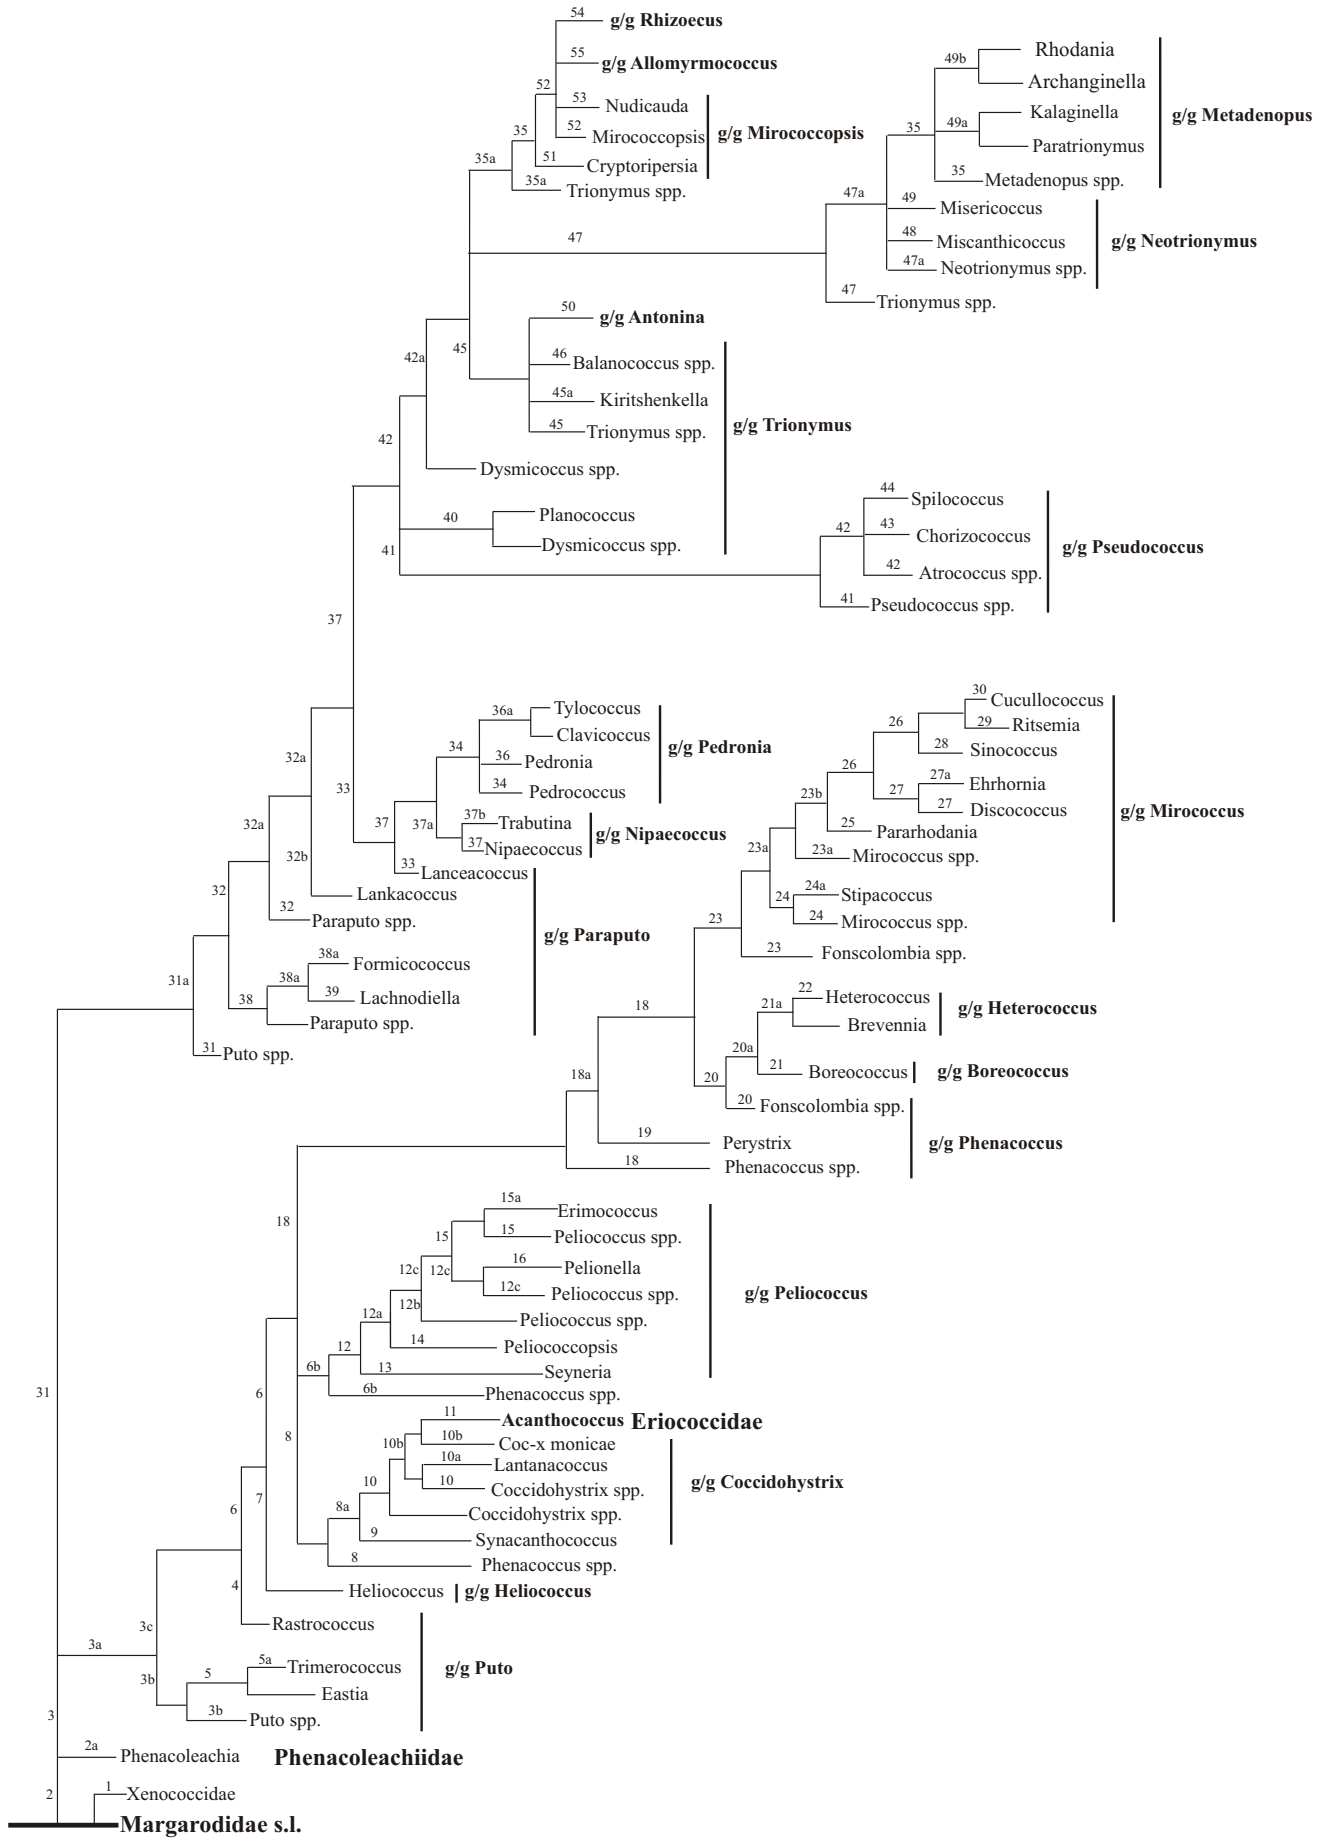 54
g/g Rhizoecus
55
g/g Allomyrmococcus
52
53
Nudicauda
52
Mirococcopsis
g/g Mirococcopsis
35
51
Cryptoripersia
35a
35a
Trionymus spp.
49b
Rhodania
Archanginella
49a
Kalaginella
Paratrionymus
35
35
Metadenopus spp.
g/g Metadenopus
47a
49
Misericoccus
48
Miscanthicoccus
47a
Neotrionymus spp.
g/g Neotrionymus
47
47
Trionymus spp.
50
g/g Antonina
46
Balanococcus spp.
45a
Kiritshenkella
45
Trionymus spp.
g/g Trionymus
45
42a
Dysmicoccus spp.
42
40
Planococcus
Dysmicoccus spp.
41
44
Spilococcus
43
Chorizococcus
42
42
Atrococcus spp.
41
Pseudococcus spp.
g/g Pseudococcus
37
36a
Tylococcus
Clavicoccus
34
36
Pedronia
34
Pedrococcus
g/g Pedronia
37b
Trabutina
37
Nipaecoccus
g/g Nipaecoccus
37
37a
33
33
Lanceacoccus
32a
32b
Lankacoccus
32a
32
Paraputo spp.
g/g Paraputo
32
38a
Formicococcus
38a
39
Lachnodiella
38
Paraputo spp.
31a
31
Puto spp.
30
Cucullococcus
29
Ritsemia
26
28
Sinococcus
26
27a
Ehrhornia
27
27
Discococcus
g/g Mirococcus
23b
25
Pararhodania
23a
Mirococcus spp.
23a
24a
Stipacoccus
24
24
Mirococcus spp.
23
23
Fonscolombia spp.
22
Heterococcus
21a
Brevennia
g/g Heterococcus
20a
21
Boreococcus
g/g Boreococcus
20
20
Fonscolombia spp.
18
18a
19
Perystrix
18
Phenacoccus spp.
g/g Phenacoccus
18
15a
Erimococcus
15
15
Peliococcus spp.
12c
12c
16
Pelionella
12c
Peliococcus spp.
g/g Peliococcus
12b
Peliococcus spp.
12a
14
Peliococcopsis
12
13
Seyneria
6b
6b
Phenacoccus spp.
31
6
8
11
Acanthococcus Eriococcidae
10b
10b
Coc-x monicae
10a
Lantanacoccus
10
10
Coccidohystrix spp.
g/g Coccidohystrix
8a
Coccidohystrix spp.
9
Synacanthococcus
8
Phenacoccus spp.
6
7
Heliococcus
g/g Heliococcus
4
Rastrococcus
3c
3a
5a
Trimerococcus
g/g Puto
3b
5
Eastia
3b
Puto spp.
3
2a
Phenacoleachia
Phenacoleachiidae
2
1
Xenococcidae
Margarodidae s.l.